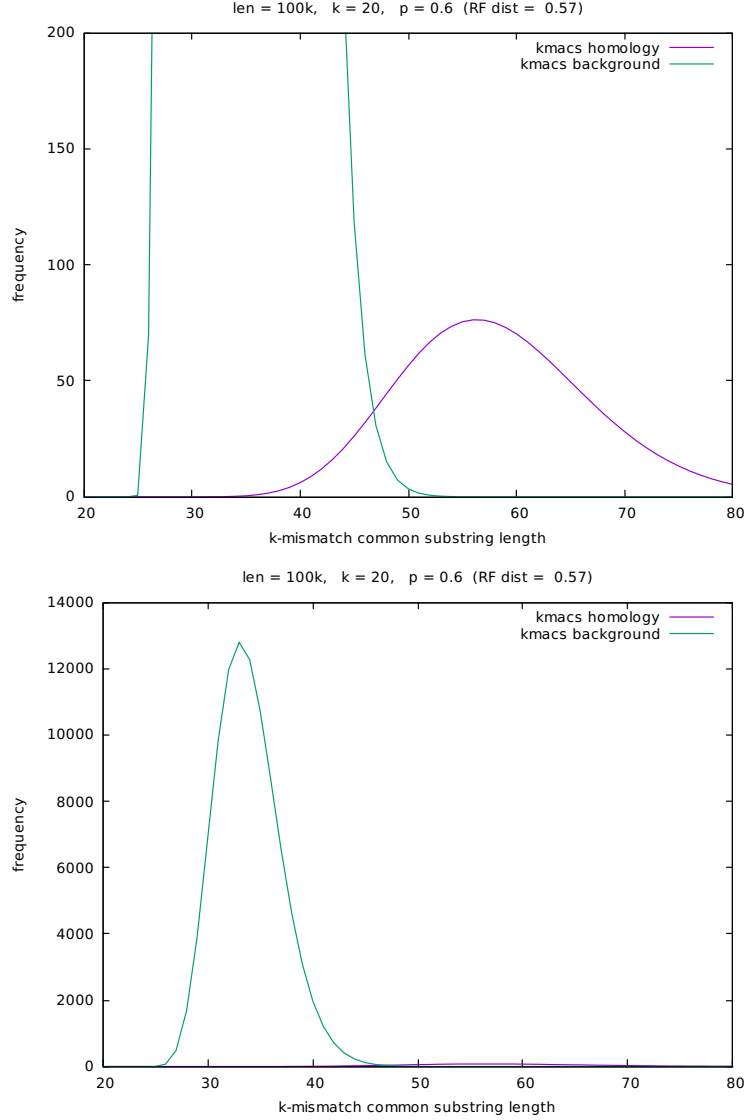 len = 100k, k = 20, p = 0.6 (RF dist = 0.57)
200
150
100
50
0
frequency
kmacs homology
kmacs background
20 30 40 50 60 70 80
k-mismatch common substring length
len = 100k, k = 20, p = 0.6 (RF dist = 0.57)
14000
12000
10000
8000
6000
4000
2000
0
frequency
kmacs homology
kmacs background
20 30 40 50 60 70 80
k-mismatch common substring length